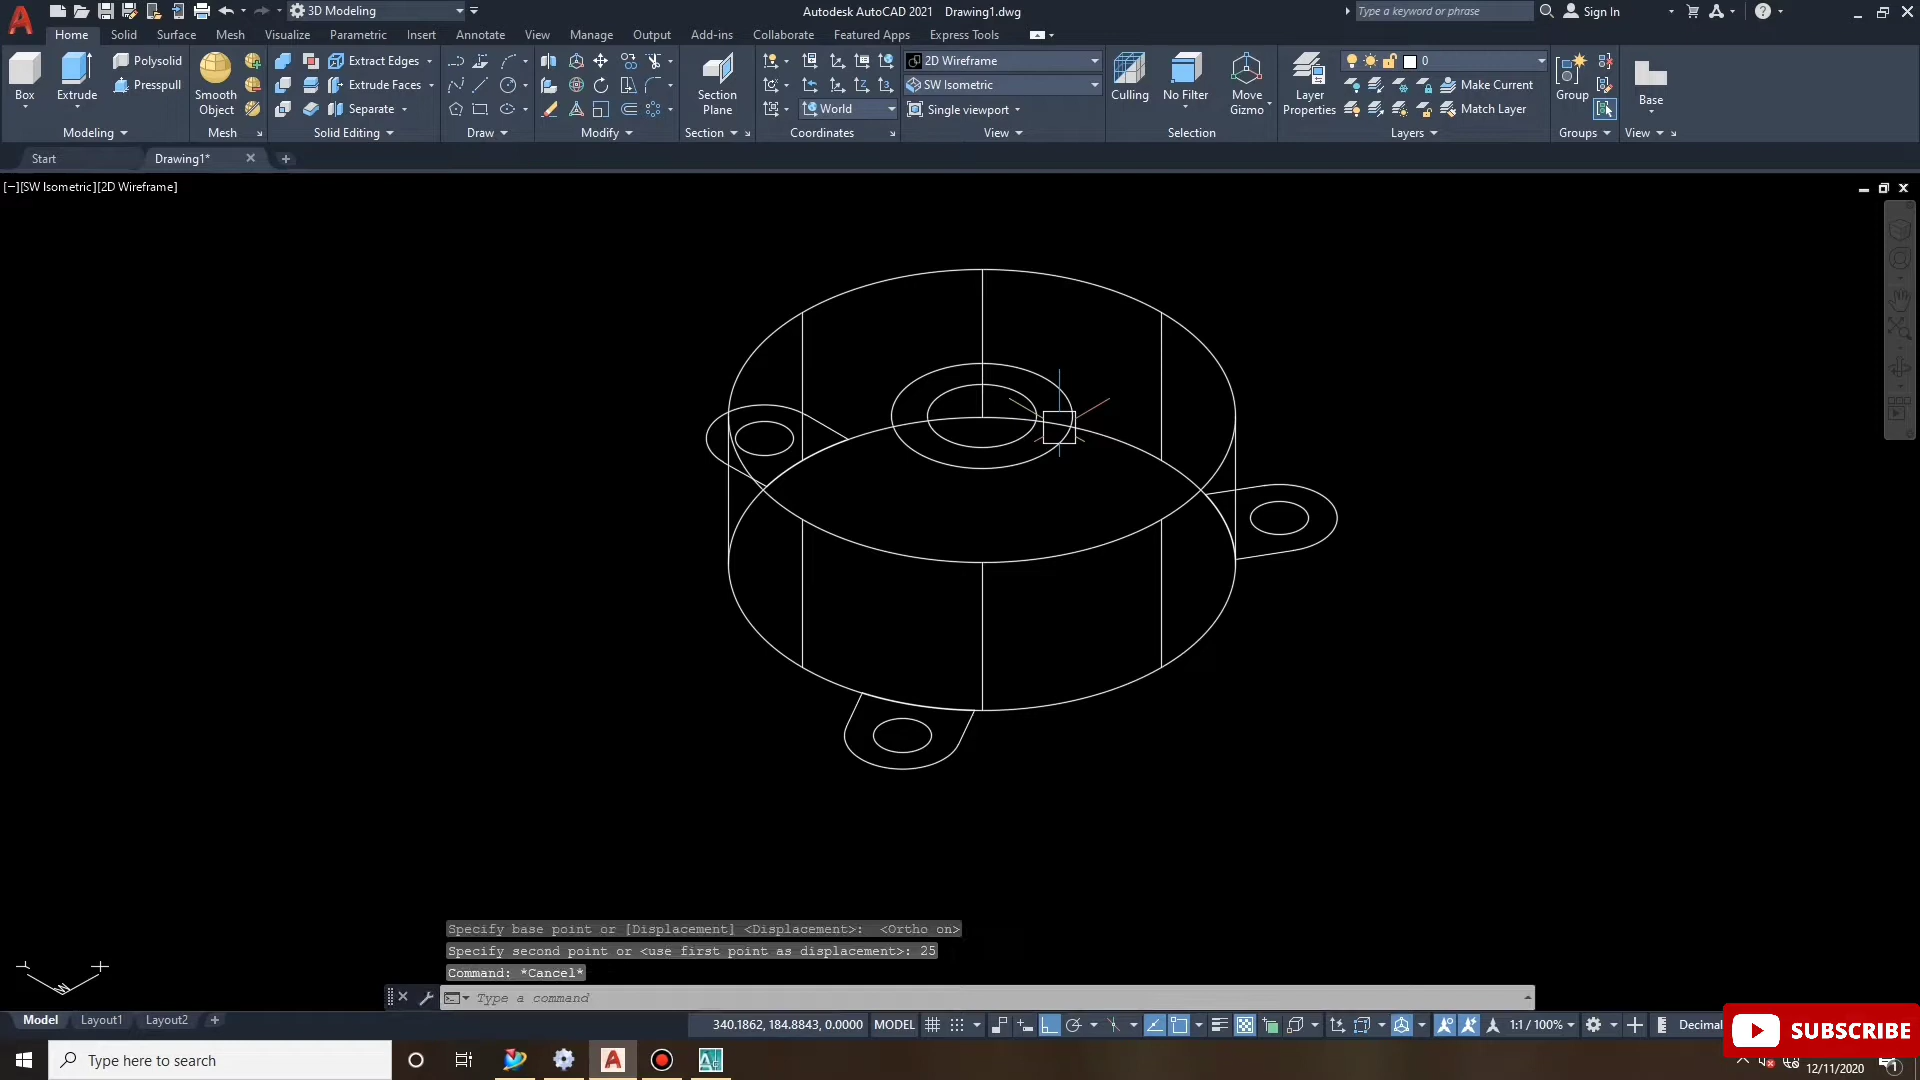 3D Modeling
Autodesk AutoCAD 2021 Drawing1.dwg
Type a keyword or phrase
Sign In
Home Solid Surface Mesh Visualize Parametric Insert Annotate View Manage Output Add-ins Collaborate Featured Apps Express Tools
Polysolid
Presspull
Box
Extrude
Smooth
Object
Extract Edges
Extrude Faces
Separate
Section
Plane
World
2D Wireframe
SW Isometric
Single viewport
Culling
No Filter
Move
Gizmo
Layer
Properties
0
Make Current
Match Layer
Group
Base
Modeling Mesh Solid Editing Draw Modify Section Coordinates View Selection Layers Groups View
Start
Drawing1*
[−][SW Isometric][2D Wireframe]
Specify base point or [Displacement] <Displacement>: <Ortho on>
Specify second point or <use first point as displacement>: 25
Command: *Cancel*
Type a command
W
Model Layout1 Layout2
340.1862, 184.8843, 0.0000 MODEL
1:1 / 100%
Decimal
SUBSCRIBE
Type here to search
12/11/2020
1